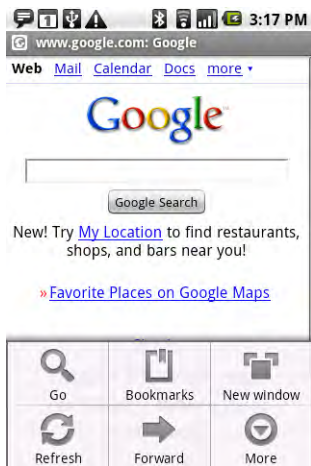 1 3:17 PM
www.google.com: Google
Web Mail Calendar Docs more
Google
Google Search
New! Try My Location to find restaurants,
shops, and bars near you!
»Favorite Places on Google Maps
Go Bookmarks New window
Refresh Forward More